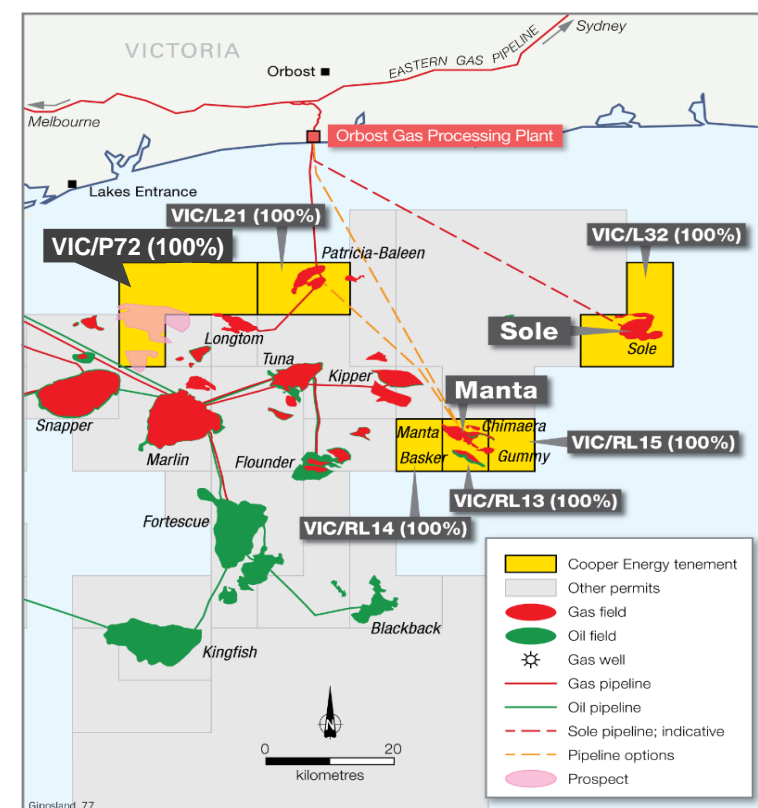 VICTORIA
Sydney
Orbost
EASTERN GAS PIPELINE
Melbourne
Orbost Gas Processing Plant
Lakes Entrance
VIC/L21 (100%)
VIC/P72 (100%)
VIC/L32 (100%)
Patricia-Baleen
Longtom
Sole
Sole
Tuna
Kipper
Manta
Snapper
Marlin
Flounder
Manta
Chimaera
Basker
Gummy
VIC/RL15 (100%)
VIC/RL13 (100%)
VIC/RL14 (100%)
Fortescue
Blackback
Kingfish
N
0 20
kilometres
Cooper Energy tenement
Other permits
Gas field
Oil field
Gas well
Gas pipeline
Oil pipeline
Sole pipeline; indicative
Pipeline options
Prospect
Gippsland 77